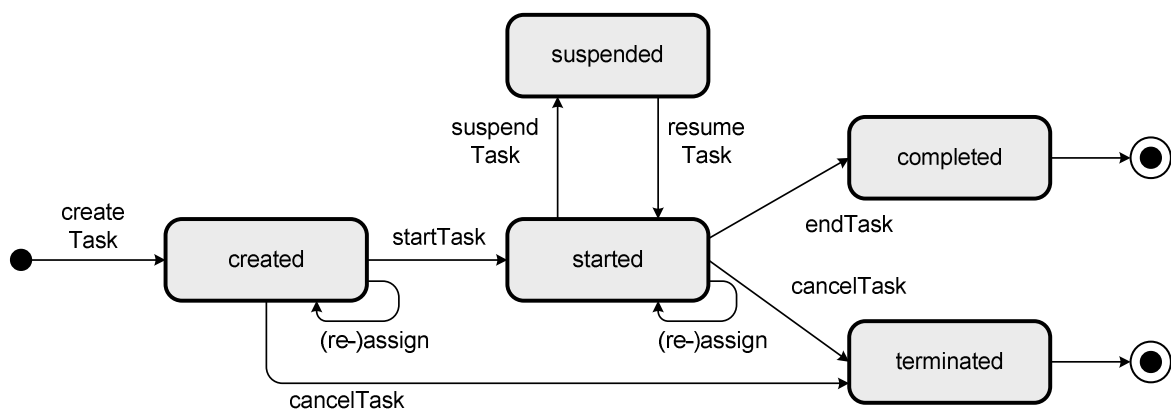 suspended
suspend
Task
resume
Task
completed
create
Task
created
startTask
started
endTask
cancelTask
(re-)assign
(re-)assign
terminated
cancelTask